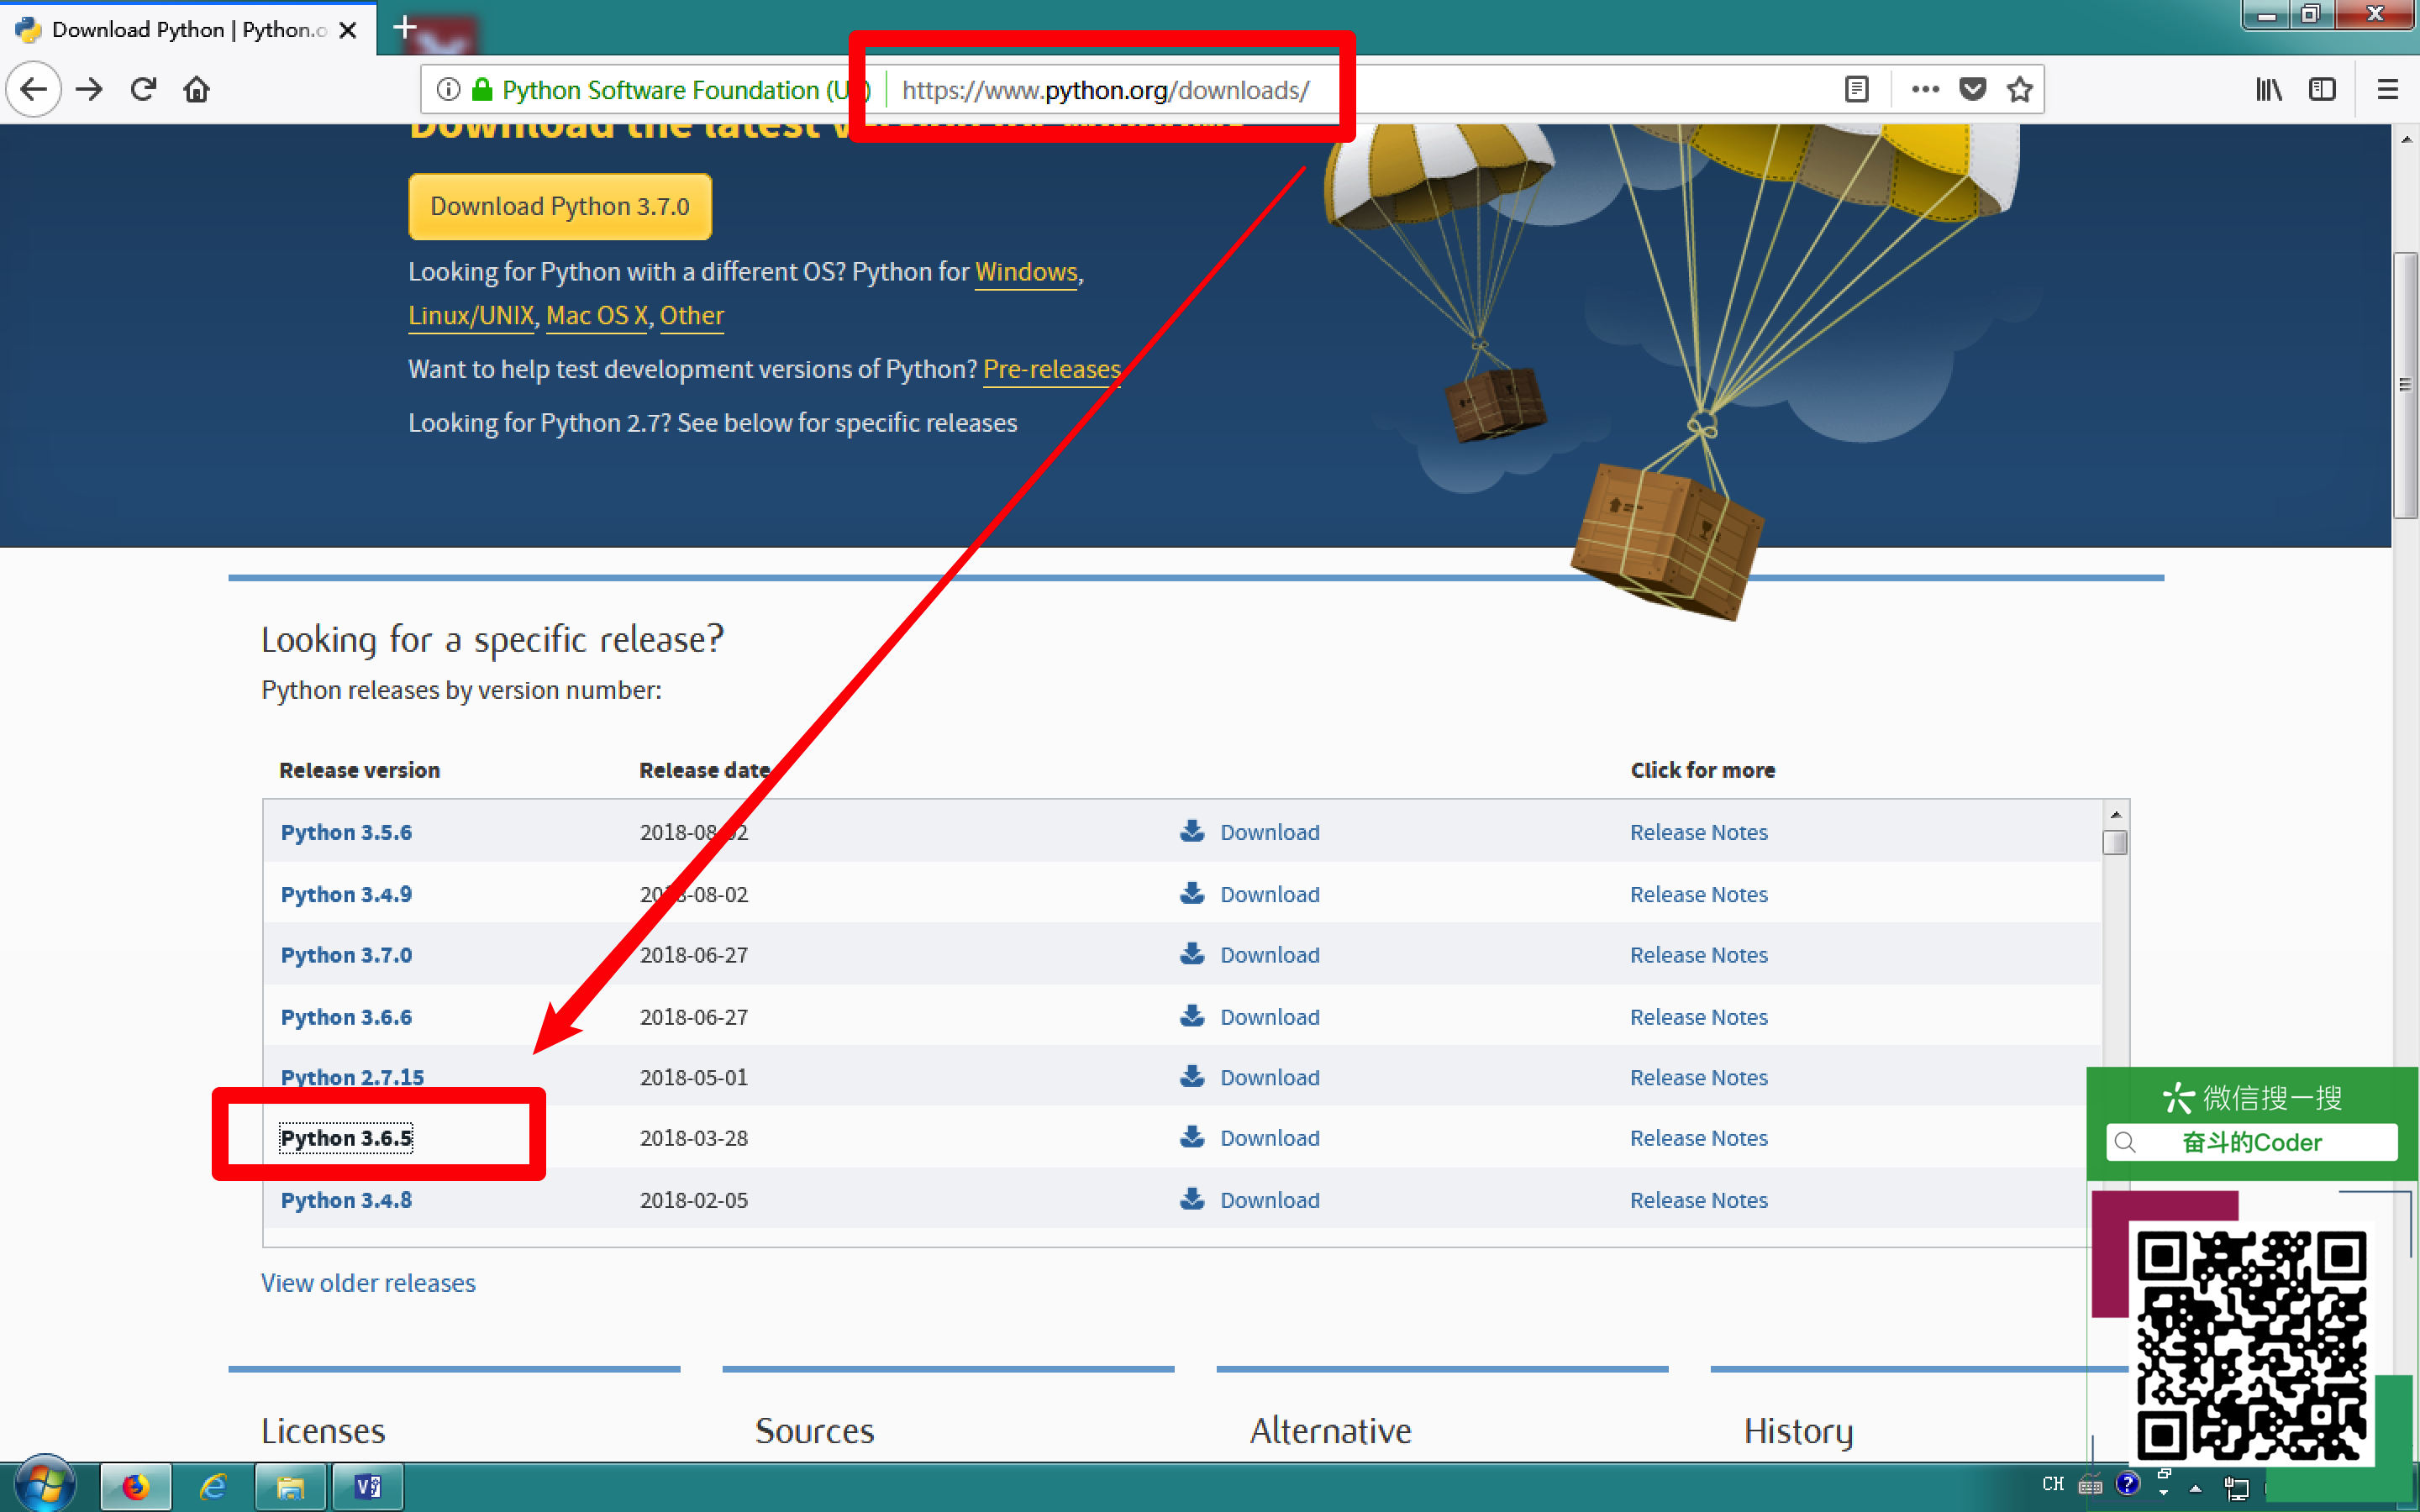 Download Python | Python.o
Python Software Foundation (U
https://www.python.org/downloads/
Download the latest
Download Python 3.7.0
Looking for Python with a different OS? Python for Windows,
Linux/UNIX, Mac OS X, Other
Want to help test development versions of Python? Pre-releases
Looking for Python 2.7? See below for specific releases
Looking for a specific release?
Python releases by version number:
Release version Release date Click for more
Python 3.5.6 2018-08-02 Download Release Notes
Python 3.4.9 2018-08-02 Download Release Notes
Python 3.7.0 2018-06-27 Download Release Notes
Python 3.6.6 2018-06-27 Download Release Notes
Python 2.7.15 2018-05-01 Download Release Notes
Python 3.6.5 2018-03-28 Download Release Notes
Python 3.4.8 2018-02-05 Download Release Notes
View older releases
微信搜一搜
奋斗的Coder
Licenses Sources Alternative History
CH